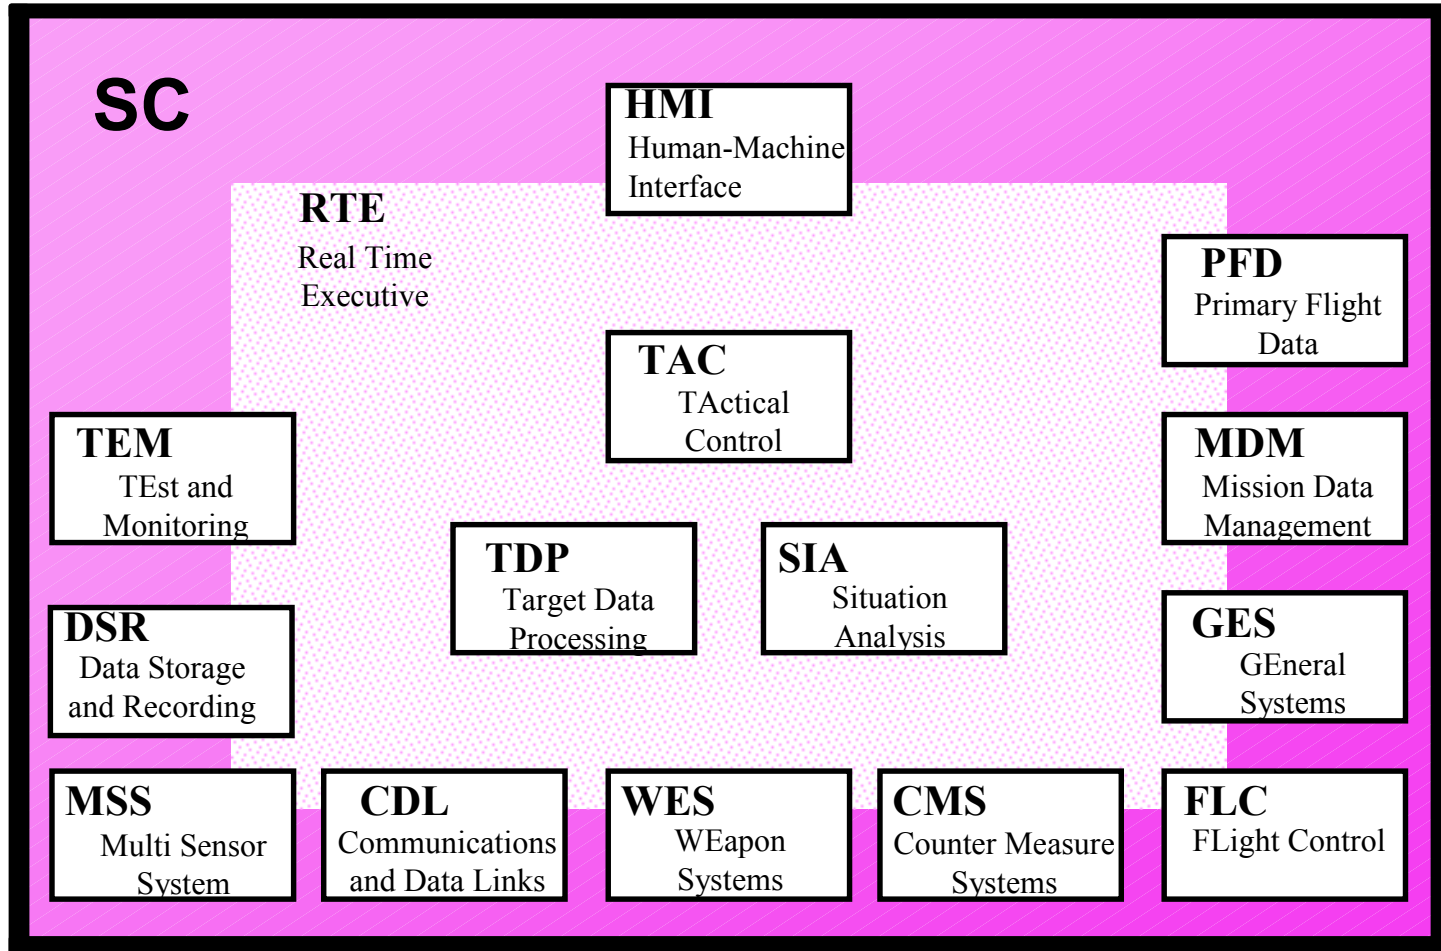 SC
HMI
Human-Machine
Interface
RTE
Real Time
Executive
PFD
Primary Flight
Data
TAC
TActical
Control
TEM
TEst and
Monitoring
MDM
Mission Data
Management
TDP
Target Data
Processing
SIA
Situation
Analysis
DSR
Data Storage
and Recording
GES
GEneral
Systems
MSS
Multi Sensor
System
CDL
Communications
and Data Links
WES
WEapon
Systems
CMS
Counter Measure
Systems
FLC
FLight Control